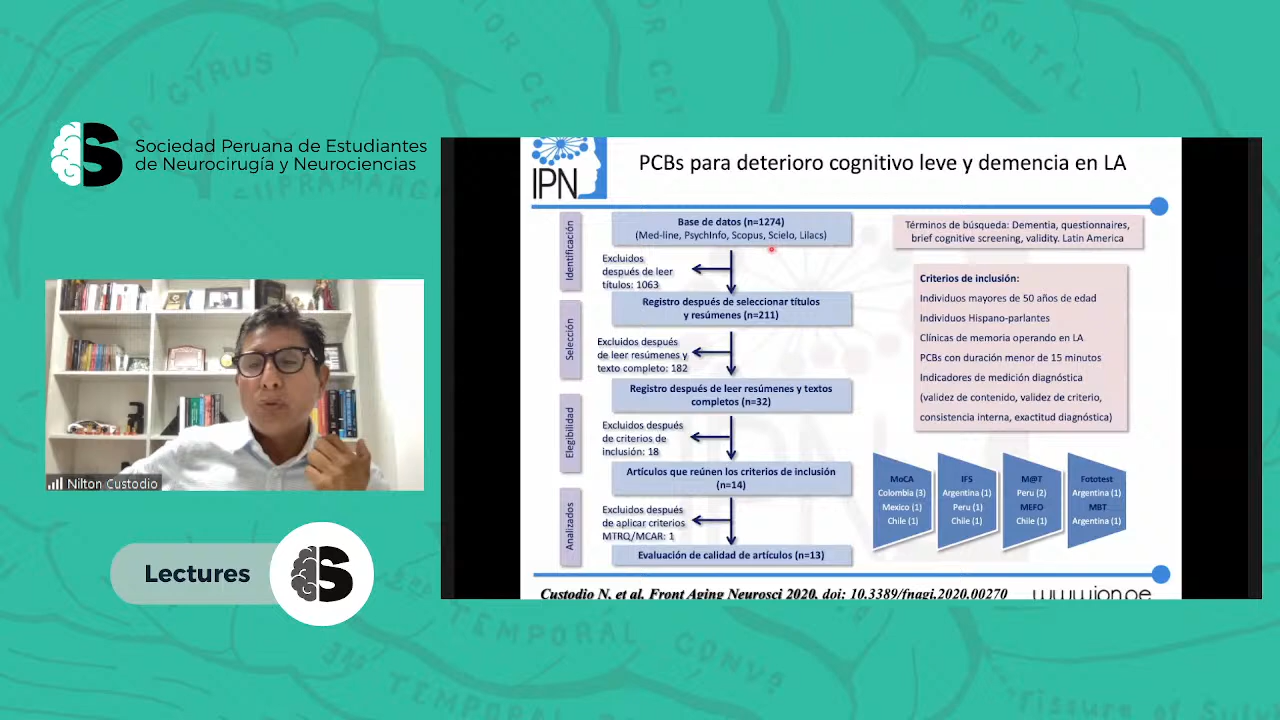 Sociedad Peruana de Estudiantes
de Neurocirugía y Neurociencias
Nilton Custodio
Lectures
IPN
PCBs para deterioro cognitivo leve y demencia en LA
Identificación
Base de datos (n=1274)
(Med-line, PsychInfo, Scopus, Scielo, Lilacs)
Excluidos
después de leer
títulos: 1063
Selección
Registro después de seleccionar títulos
y resúmenes (n=211)
Excluidos después
de leer resúmenes y
texto completo: 182
Elegibilidad
Registro después de leer resúmenes y textos
completos (n=32)
Excluidos después
de criterios de
inclusión: 18
Artículos que reúnen los criterios de inclusión
(n=14)
Analizados
Excluidos después
de aplicar criterios
MTRQ/MCAR: 1
Evaluación de calidad de artículos (n=13)
Términos de búsqueda: Dementia, questionnaires,
brief cognitive screening, validity. Latin America
Criterios de inclusión:
Individuos mayores de 50 años de edad
Individuos Hispano-parlantes
Clínicas de memoria operando en LA
PCBs con duración menor de 15 minutos
Indicadores de medición diagnóstica
(validez de contenido, validez de criterio,
consistencia interna, exactitud diagnóstica)
MoCA
Colombia (3)
Mexico (1)
Chile (1)
IFS
Argentina (1)
Peru (1)
Chile (1)
M@T
Peru (2)
MEFO
Chile (1)
Fototest
Argentina (1)
MBT
Argentina (1)
Custodio N, et al. Front Aging Neurosci 2020, doi: 10.3389/fnagi.2020.00270
www.ipn.pe
GYRUS
TEMPORAL CONVO